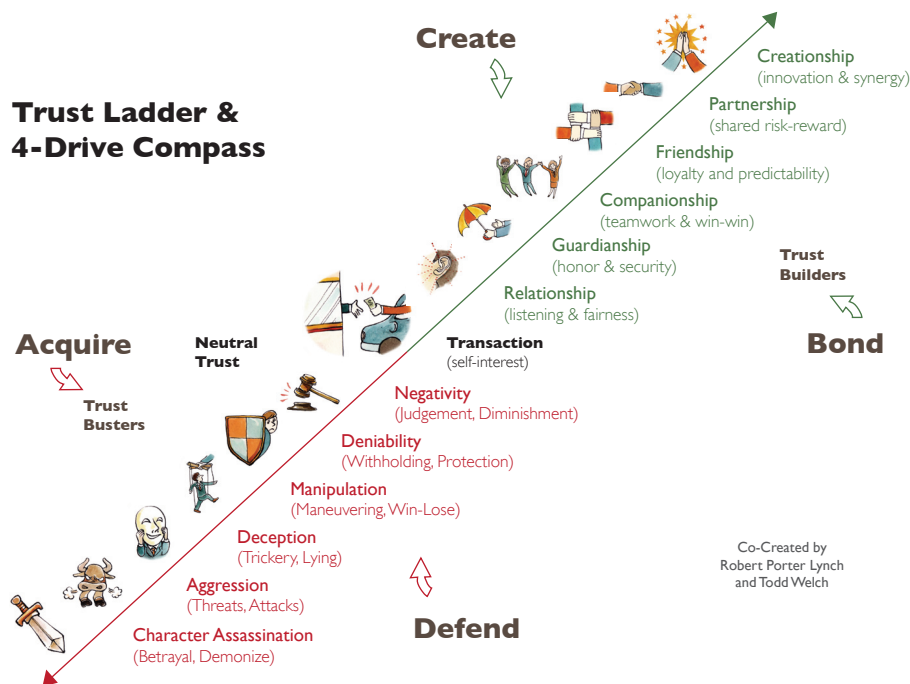 Trust Ladder &
4-Drive Compass
Create
Creationship
(innovation & synergy)
Partnership
(shared risk-reward)
Friendship
(loyalty and predictability)
Companionship
(teamwork & win-win)
Guardianship
(honor & security)
Relationship
(listening & fairness)
Trust
Builders
Bond
Acquire
Trust
Busters
Neutral
Trust
Transaction
(self-interest)
Negativity
(Judgement, Diminishment)
Deniability
(Withholding, Protection)
Manipulation
(Maneuvering, Win-Lose)
Deception
(Trickery, Lying)
Aggression
(Threats, Attacks)
Character Assassination
(Betrayal, Demonize)
Defend
Co-Created by
Robert Porter Lynch
and Todd Welch